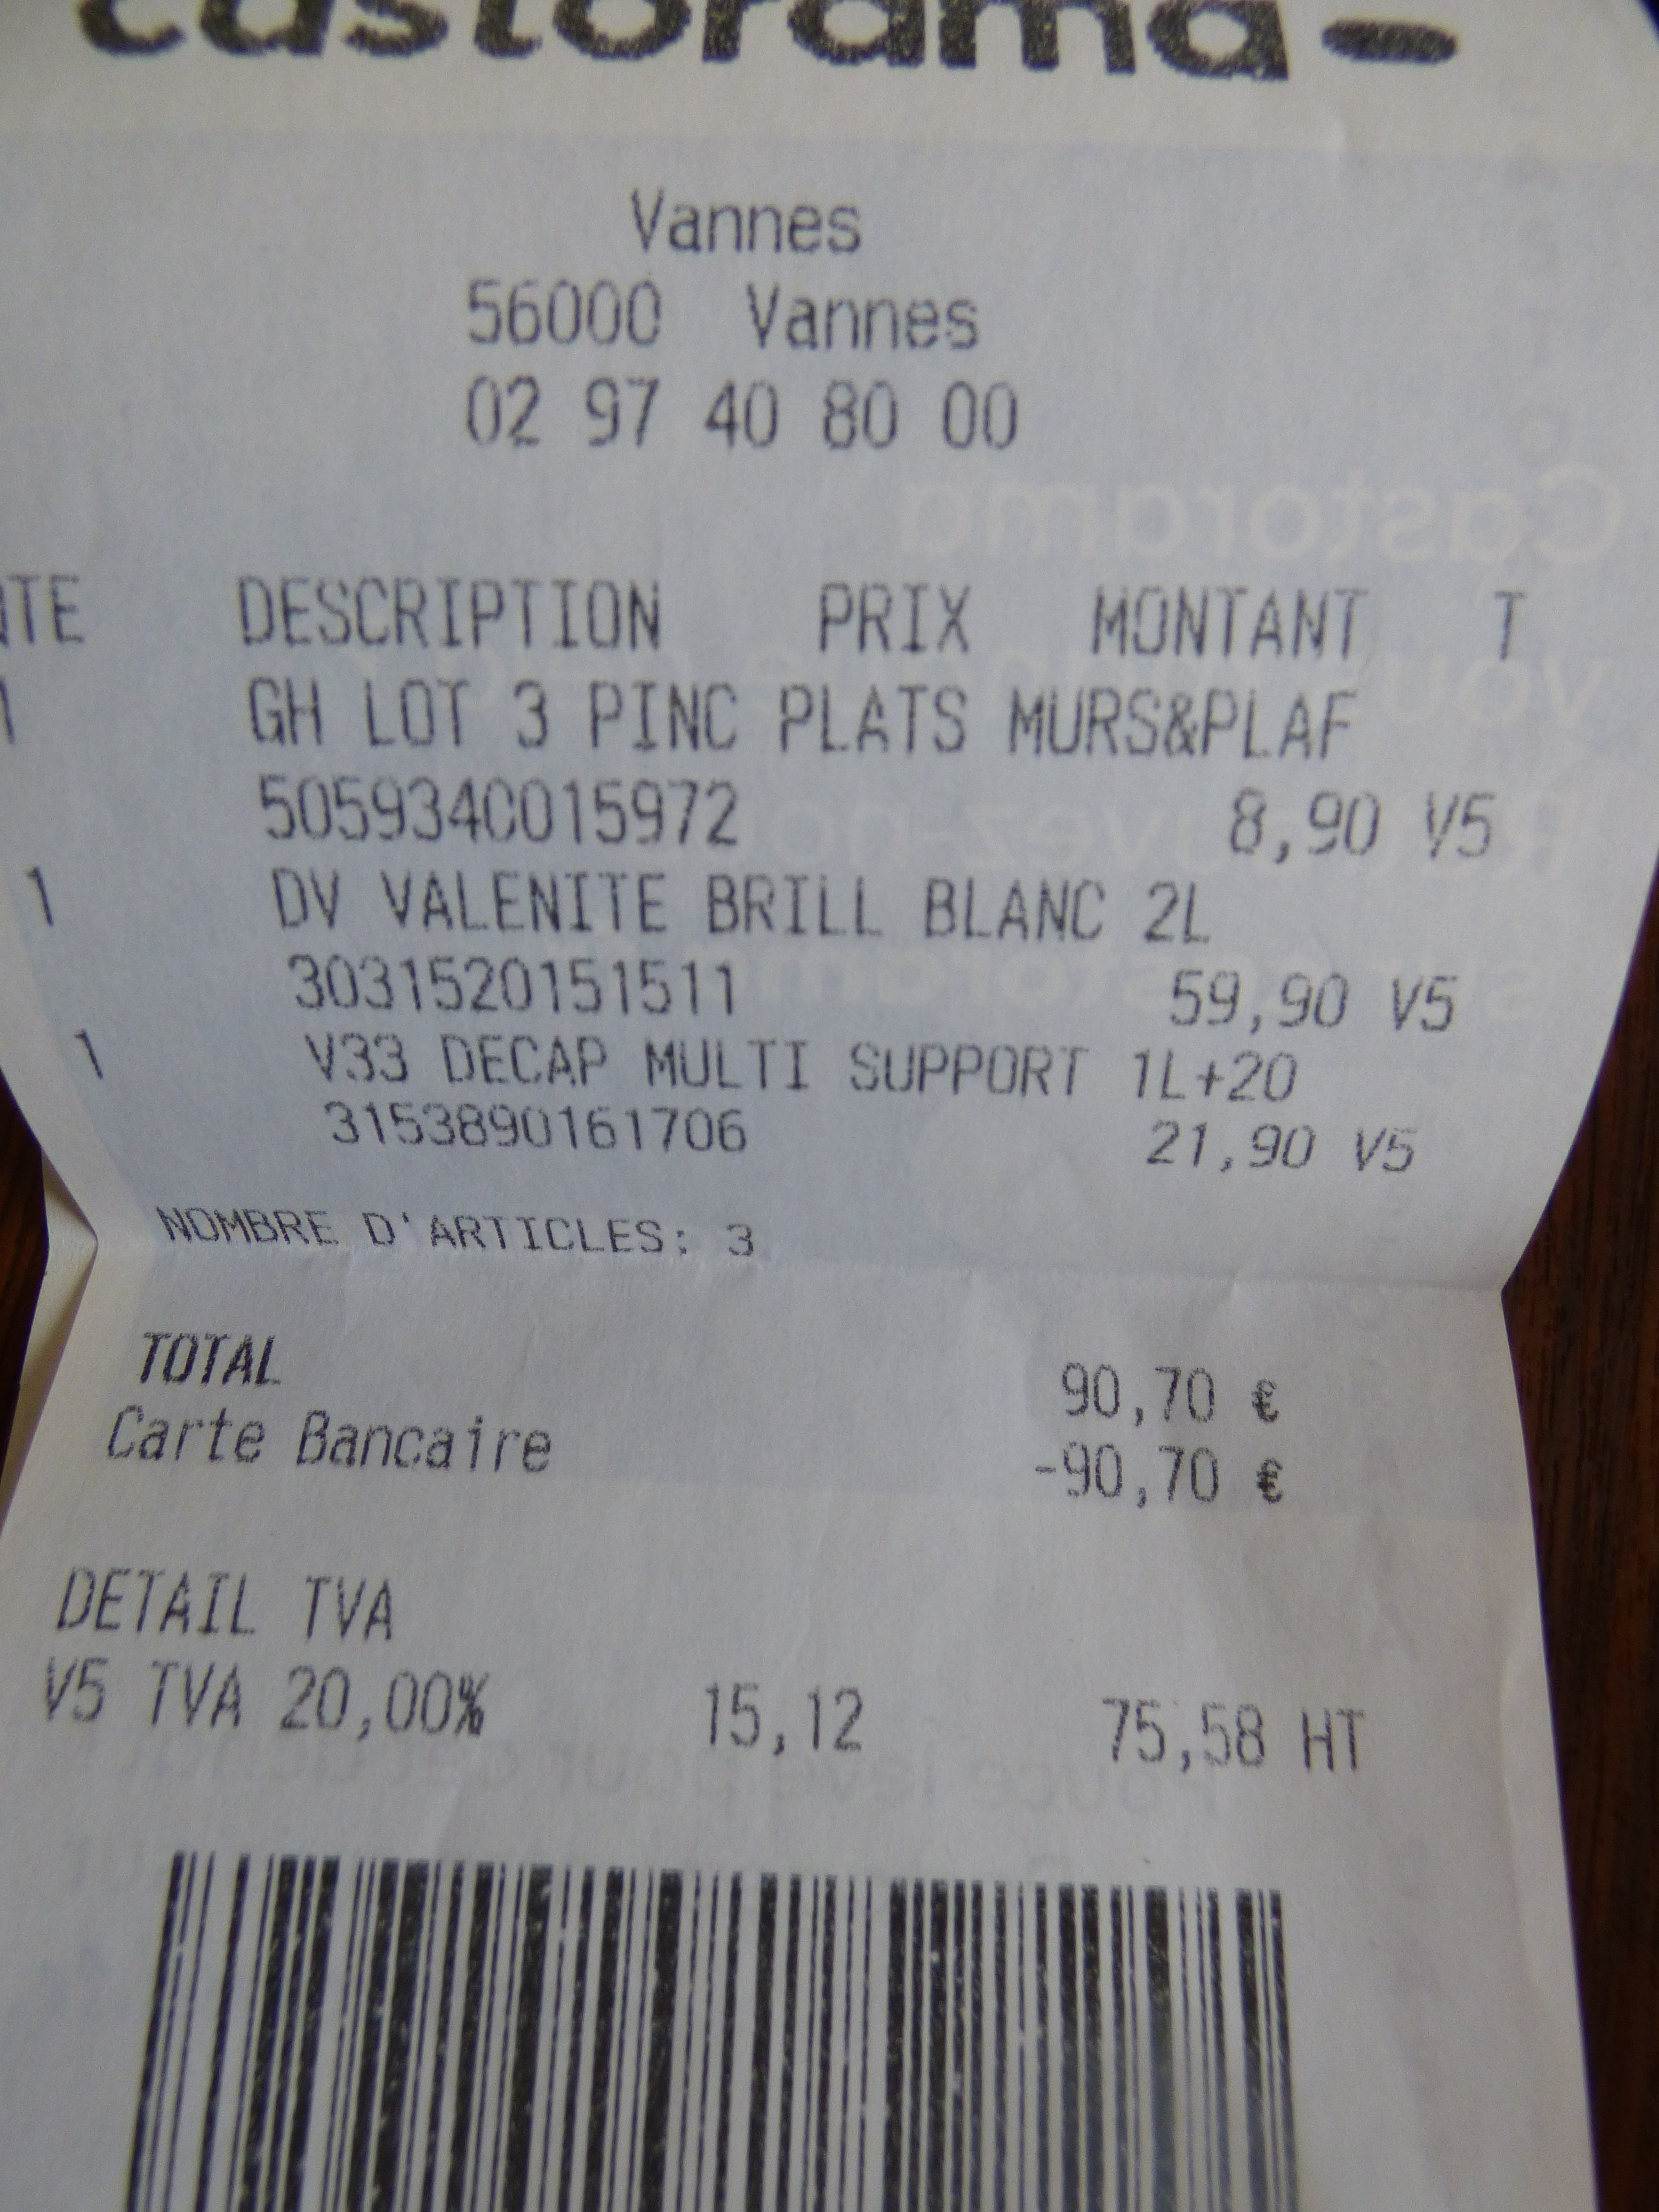 castorama
Vannes
56000 Vannes
02 97 40 80 00
DESCRIPTION PRIX MONTANT T
1 GH LOT 3 PINC PLATS MURS&PLAF
5059340015972 8,90 V5
1 DV VALENITE BRILL BLANC 2L
3031520151511 59,90 V5
1 V33 DECAP MULTI SUPPORT 1L+20
3153890161706 21,90 V5
NOMBRE D'ARTICLES: 3
TOTAL 90,70 €
Carte Bancaire -90,70 €
DETAIL TVA
V5 TVA 20,00% 15,12 75,58 HT